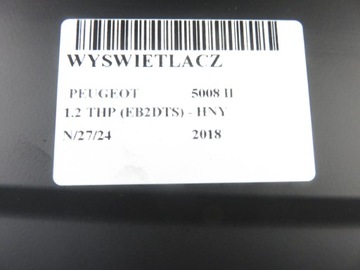 WYSWIETLACZ
PEUGEOT 5008 II
1.2 THP (EB2DTS) - HNY
N/27/24 2018